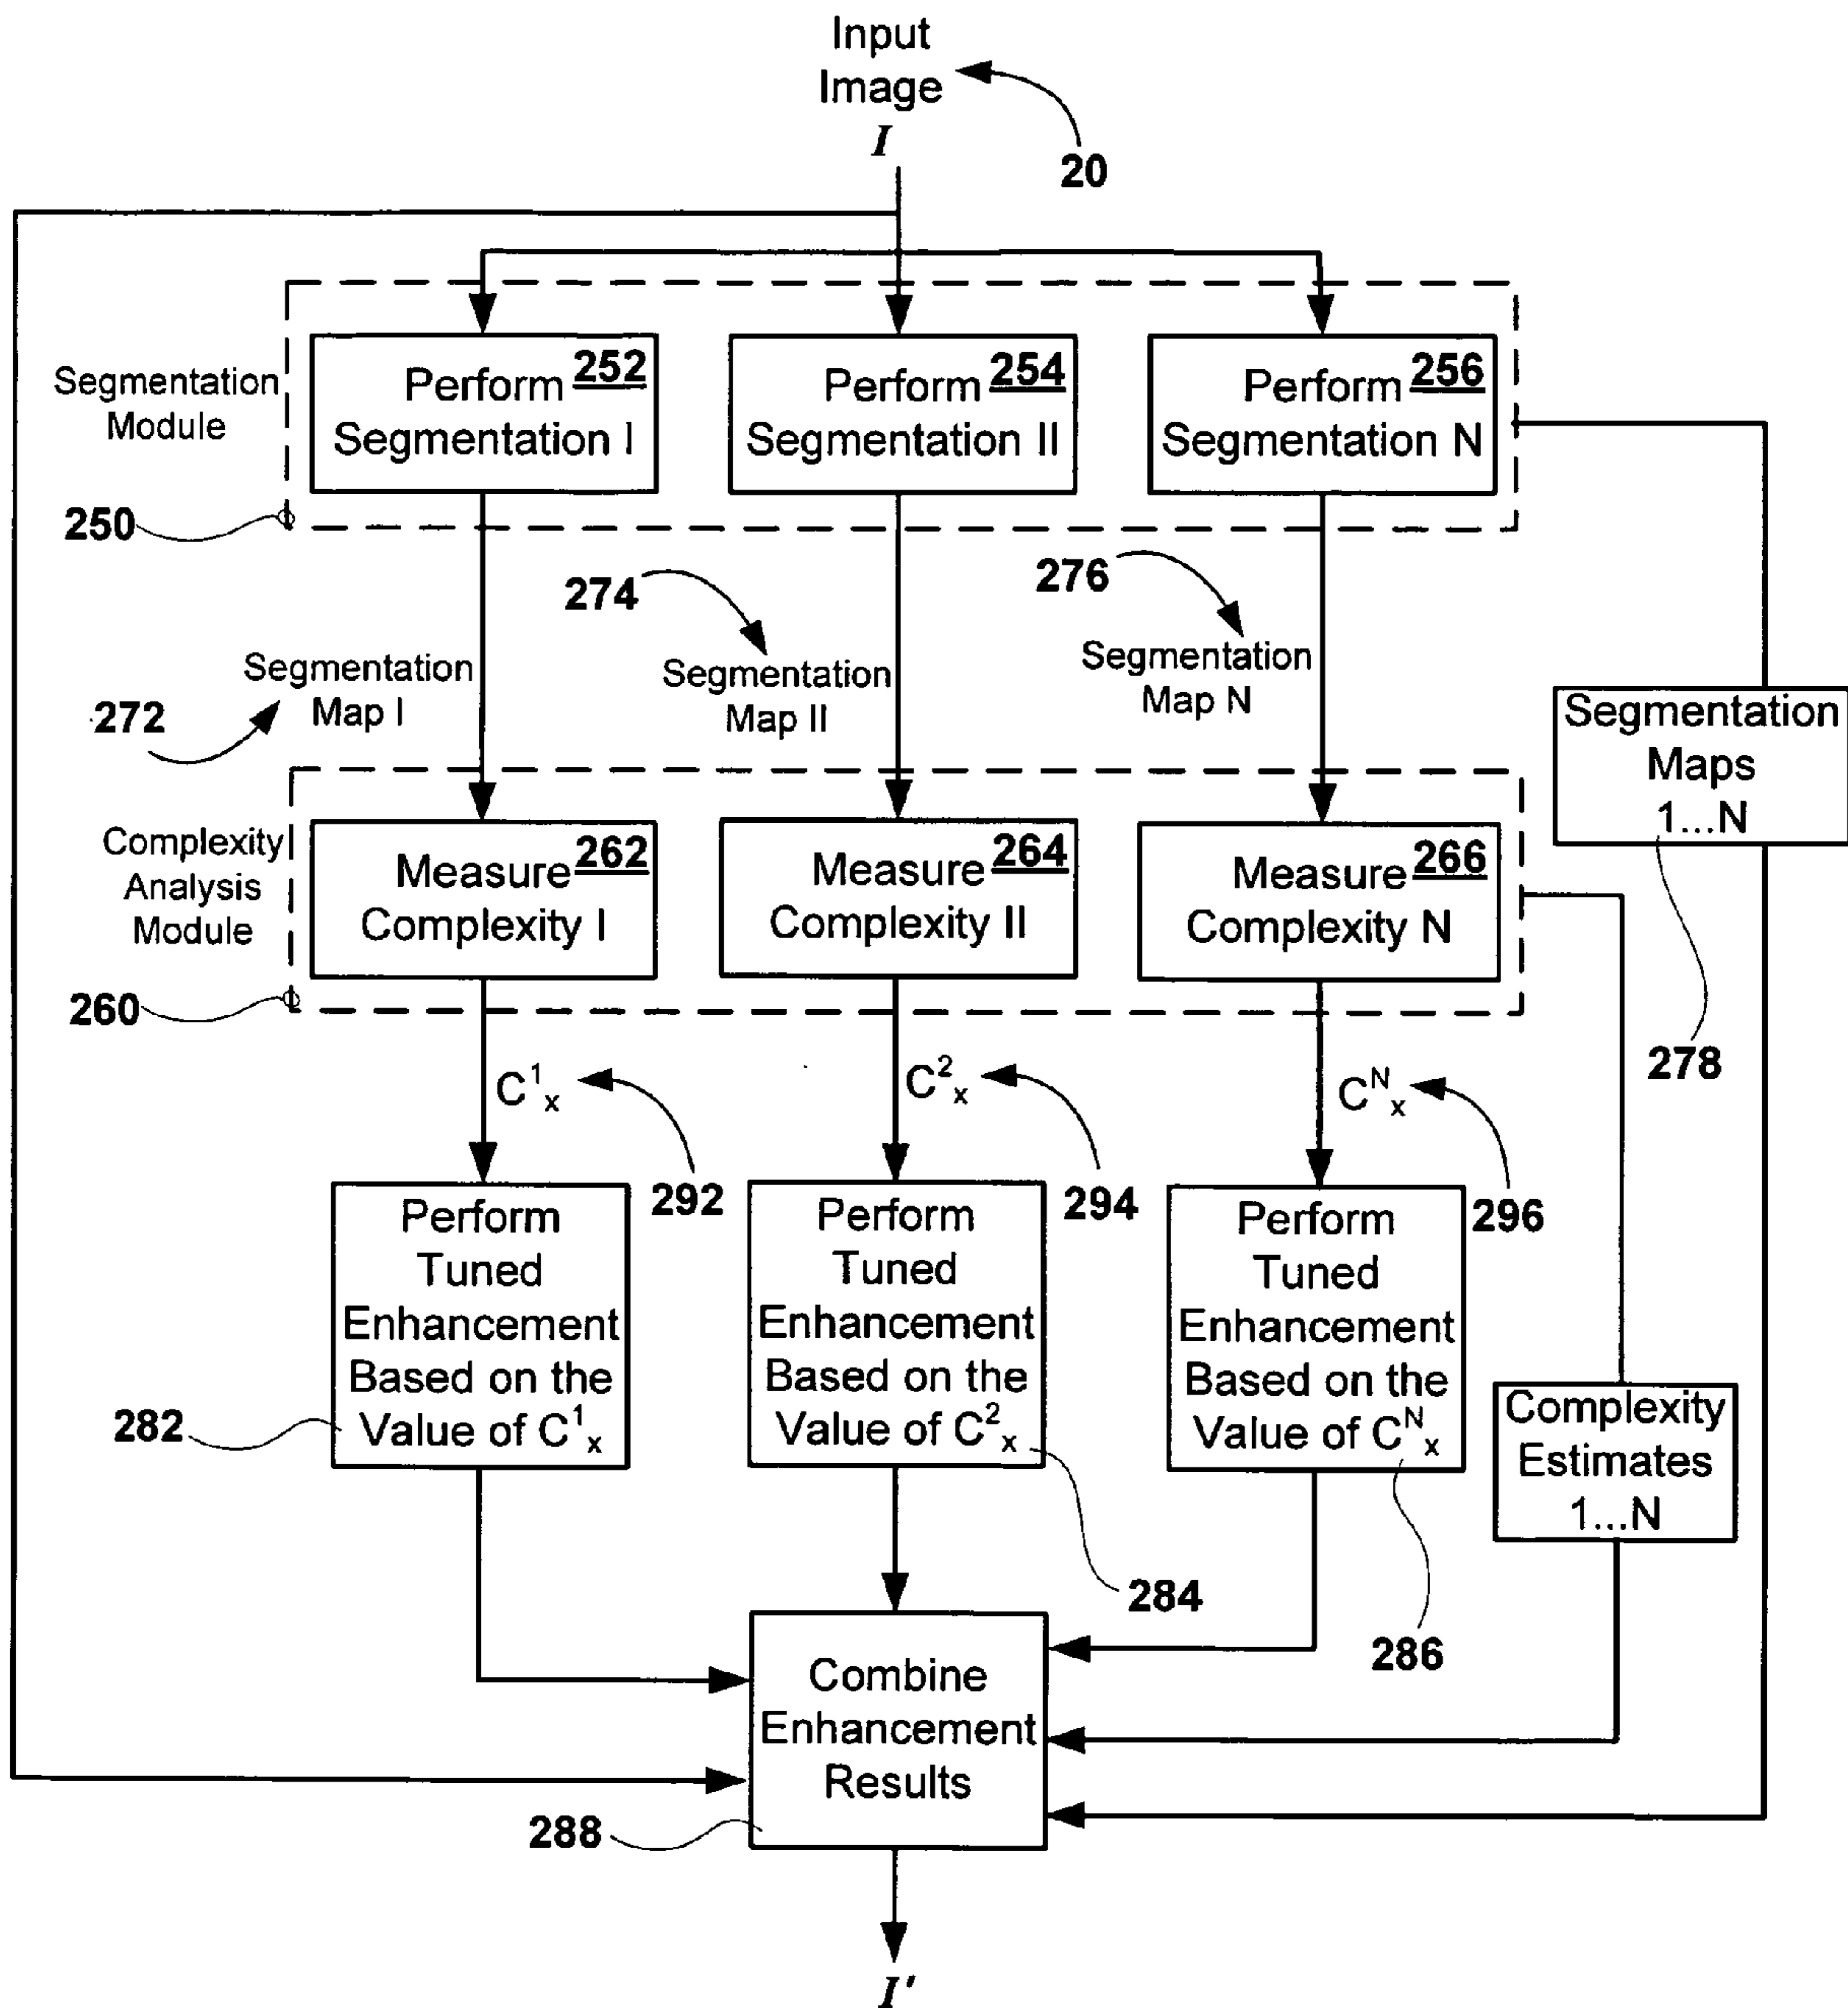 Input
Image
I
20
Segmentation
Module
250
Perform 252
Segmentation I
Perform 254
Segmentation II
Perform 256
Segmentation N
272
Segmentation
Map I
274
Segmentation
Map II
276
Segmentation
Map N
Segmentation
Maps
1...N
278
Complexity
Analysis
Module
260
Measure 262
Complexity I
Measure 264
Complexity II
Measure 266
Complexity N
C¹ₓ
292
C²ₓ
294
Cᴺₓ
296
Perform
Tuned
Enhancement
Based on the
Value of C¹ₓ
282
Perform
Tuned
Enhancement
Based on the
Value of C²ₓ
284
Perform
Tuned
Enhancement
Based on the
Value of Cᴺₓ
286
Complexity
Estimates
1...N
Combine
Enhancement
Results
288
I'